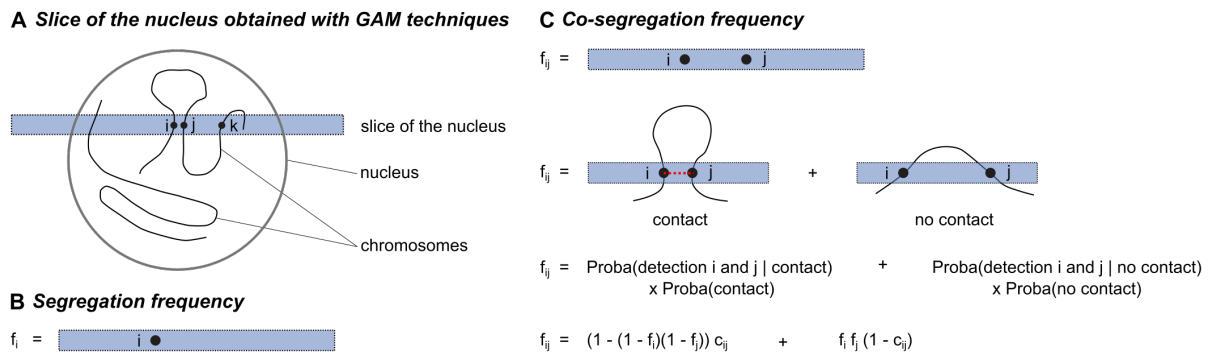 A Slice of the nucleus obtained with GAM techniques
i j k
slice of the nucleus
nucleus
chromosomes
B Segregation frequency
fᵢ = i
C Co-segregation frequency
fᵢⱼ = i j
fᵢⱼ = i j + i j
contact no contact
fᵢⱼ = Proba(detection i and j | contact) + Proba(detection i and j | no contact)
x Proba(contact) x Proba(no contact)
fᵢⱼ = (1 - (1 - fᵢ)(1 - fⱼ)) cᵢⱼ + fᵢ fⱼ (1 - cᵢⱼ)